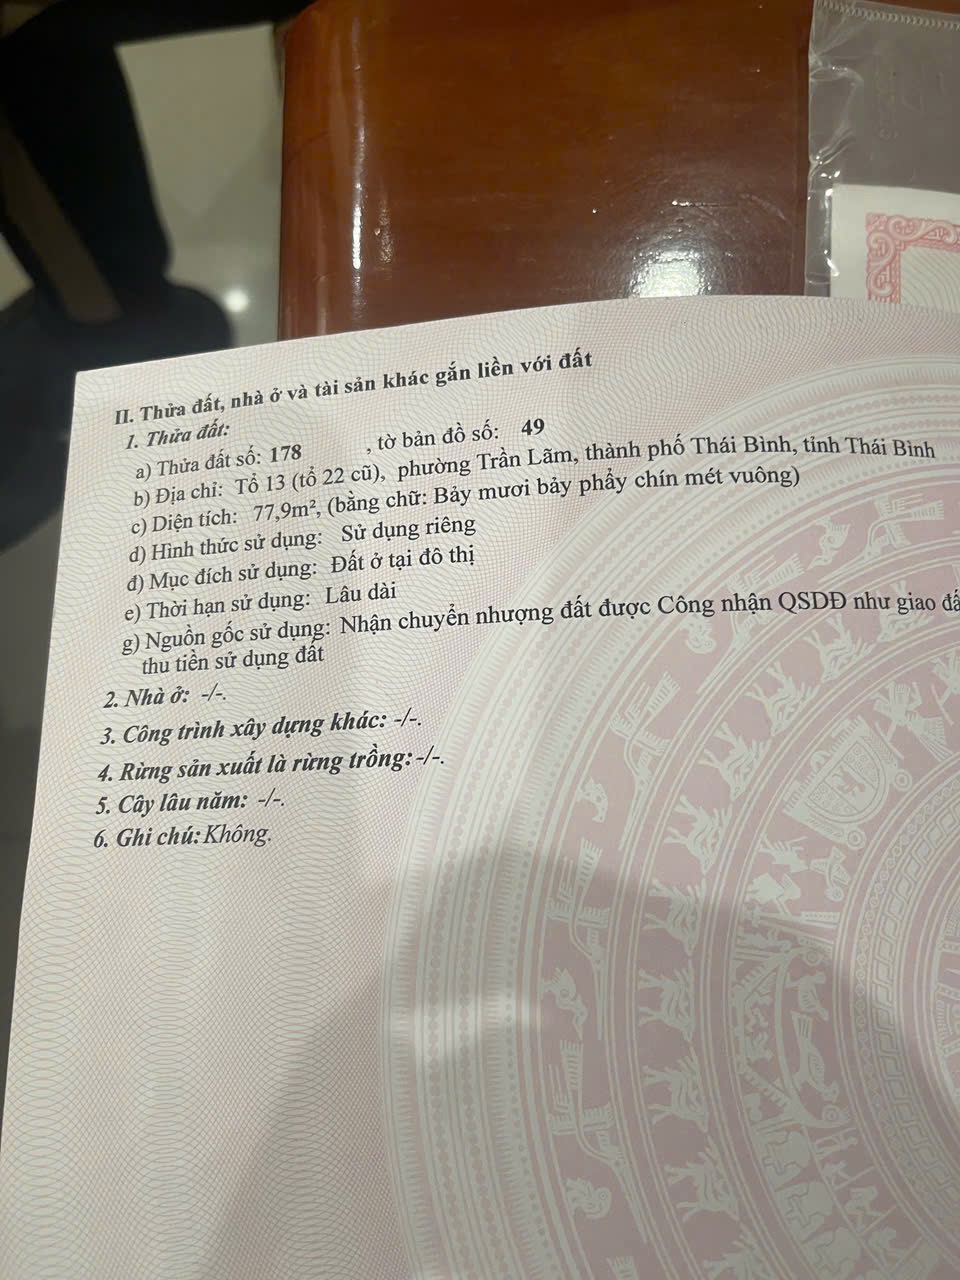 II. Thửa đất, nhà ở và tài sản khác gắn liền với đất
1. Thửa đất:
a) Thửa đất số: 178 , tờ bản đồ số: 49
b) Địa chỉ: Tổ 13 (tổ 22 cũ), phường Trần Lãm, thành phố Thái Bình, tỉnh Thái Bình
c) Diện tích: 77,9m², (bằng chữ: Bảy mươi bảy phẩy chín mét vuông)
d) Hình thức sử dụng: Sử dụng riêng
đ) Mục đích sử dụng: Đất ở tại đô thị
e) Thời hạn sử dụng: Lâu dài
g) Nguồn gốc sử dụng: Nhận chuyển nhượng đất được Công nhận QSDĐ như giao
thu tiền sử dụng đất
2. Nhà ở: -/-.
3. Công trình xây dựng khác: -/-.
4. Rừng sản xuất là rừng trồng: -/-.
5. Cây lâu năm: -/-.
6. Ghi chú: Không.